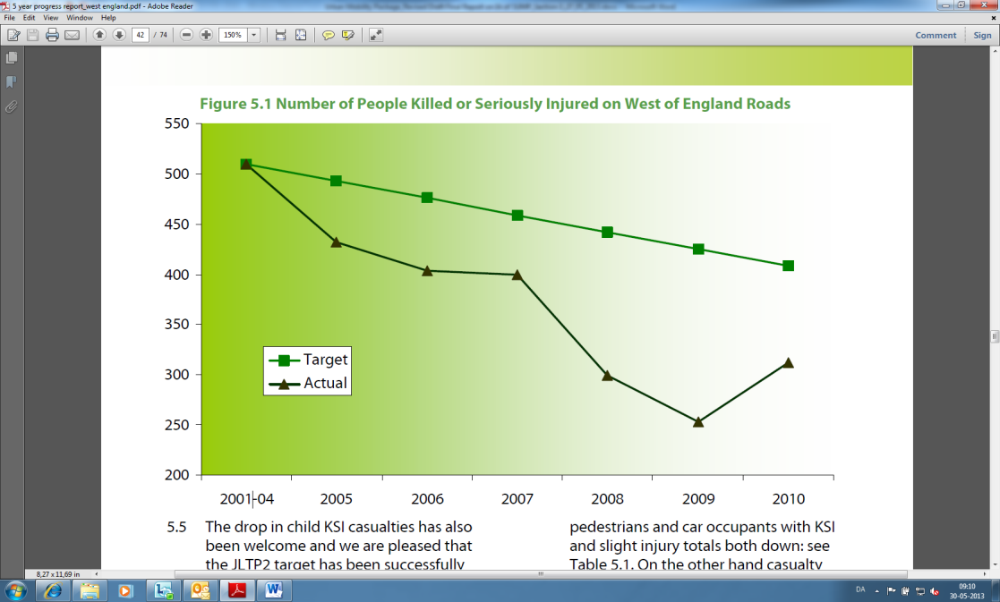 5 year progress report_west england.pdf - Adobe Reader
File Edit View Window Help
42 / 74 150% Comment Sign
Figure 5.1 Number of People Killed or Seriously Injured on West of England Roads
550
500
450
400
350
300
250
200
Target
Actual
2001-04 2005 2006 2007 2008 2009 2010
5.5 The drop in child KSI casualties has also
been welcome and we are pleased that
the JLTP2 target has been successfully
pedestrians and car occupants with KSI
and slight injury totals both down: see
Table 5.1. On the other hand casualty
8,27 x 11,69 in
DA
09:10
30-05-2013